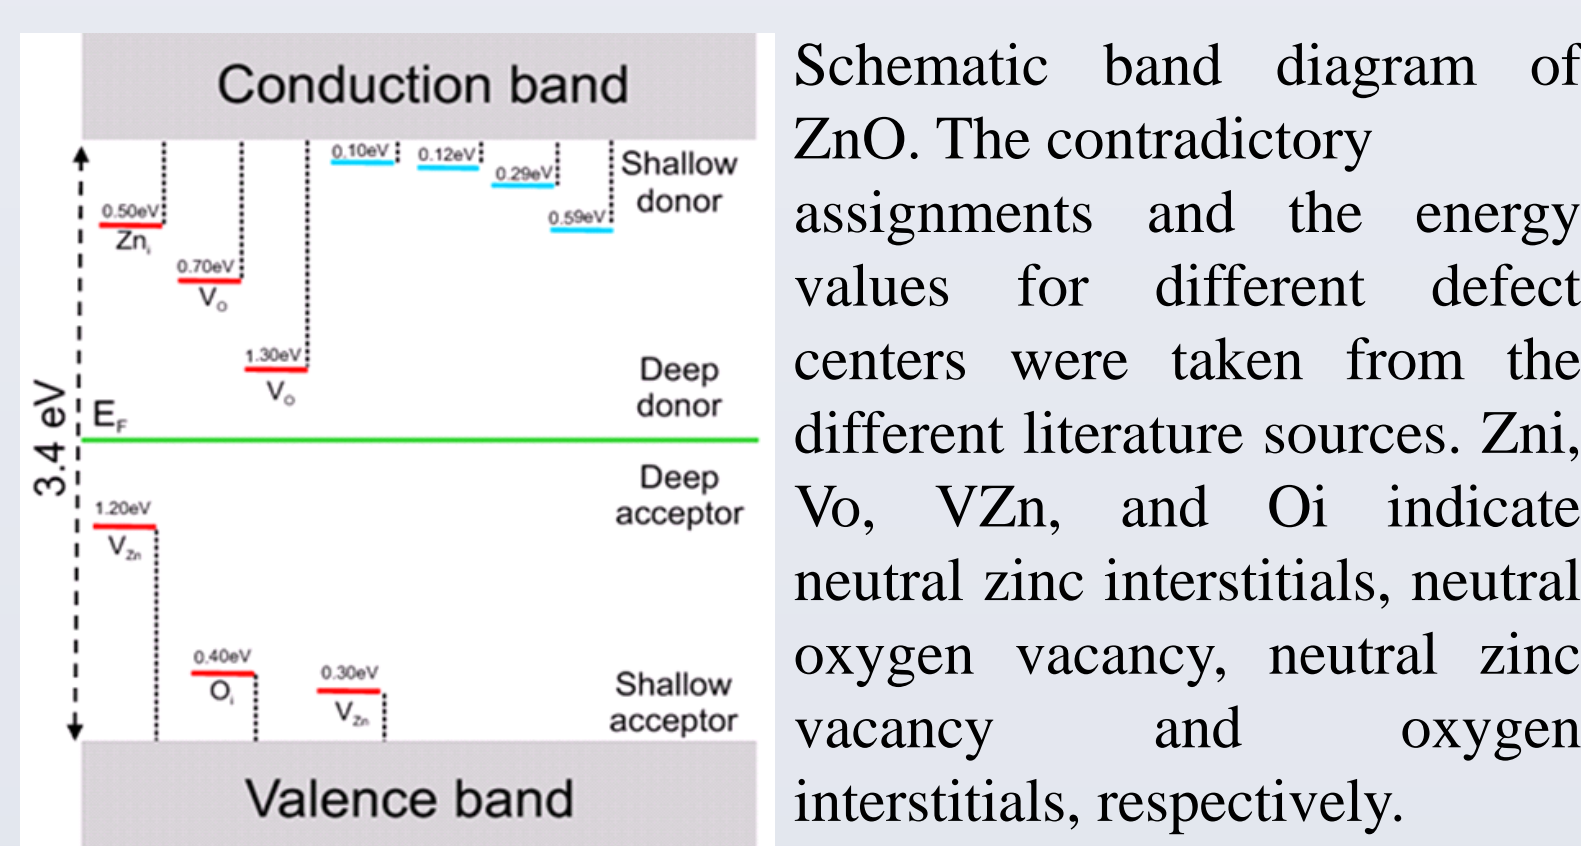 Conduction band
0.10eV
0.12eV
0.29eV
0.50eV
0.59eV
Shallow
donor
Zni
0.70eV
VO
1.30eV
VO
Deep
donor
3.4 eV
EF
Deep
acceptor
1.20eV
VZn
0.40eV
Oi
0.30eV
VZn
Shallow
acceptor
Valence band
Schematic band diagram of
ZnO. The contradictory
assignments and the energy
values for different defect
centers were taken from the
different literature sources. Zni,
Vo, VZn, and Oi indicate
neutral zinc interstitials, neutral
oxygen vacancy, neutral zinc
vacancy and oxygen
interstitials, respectively.